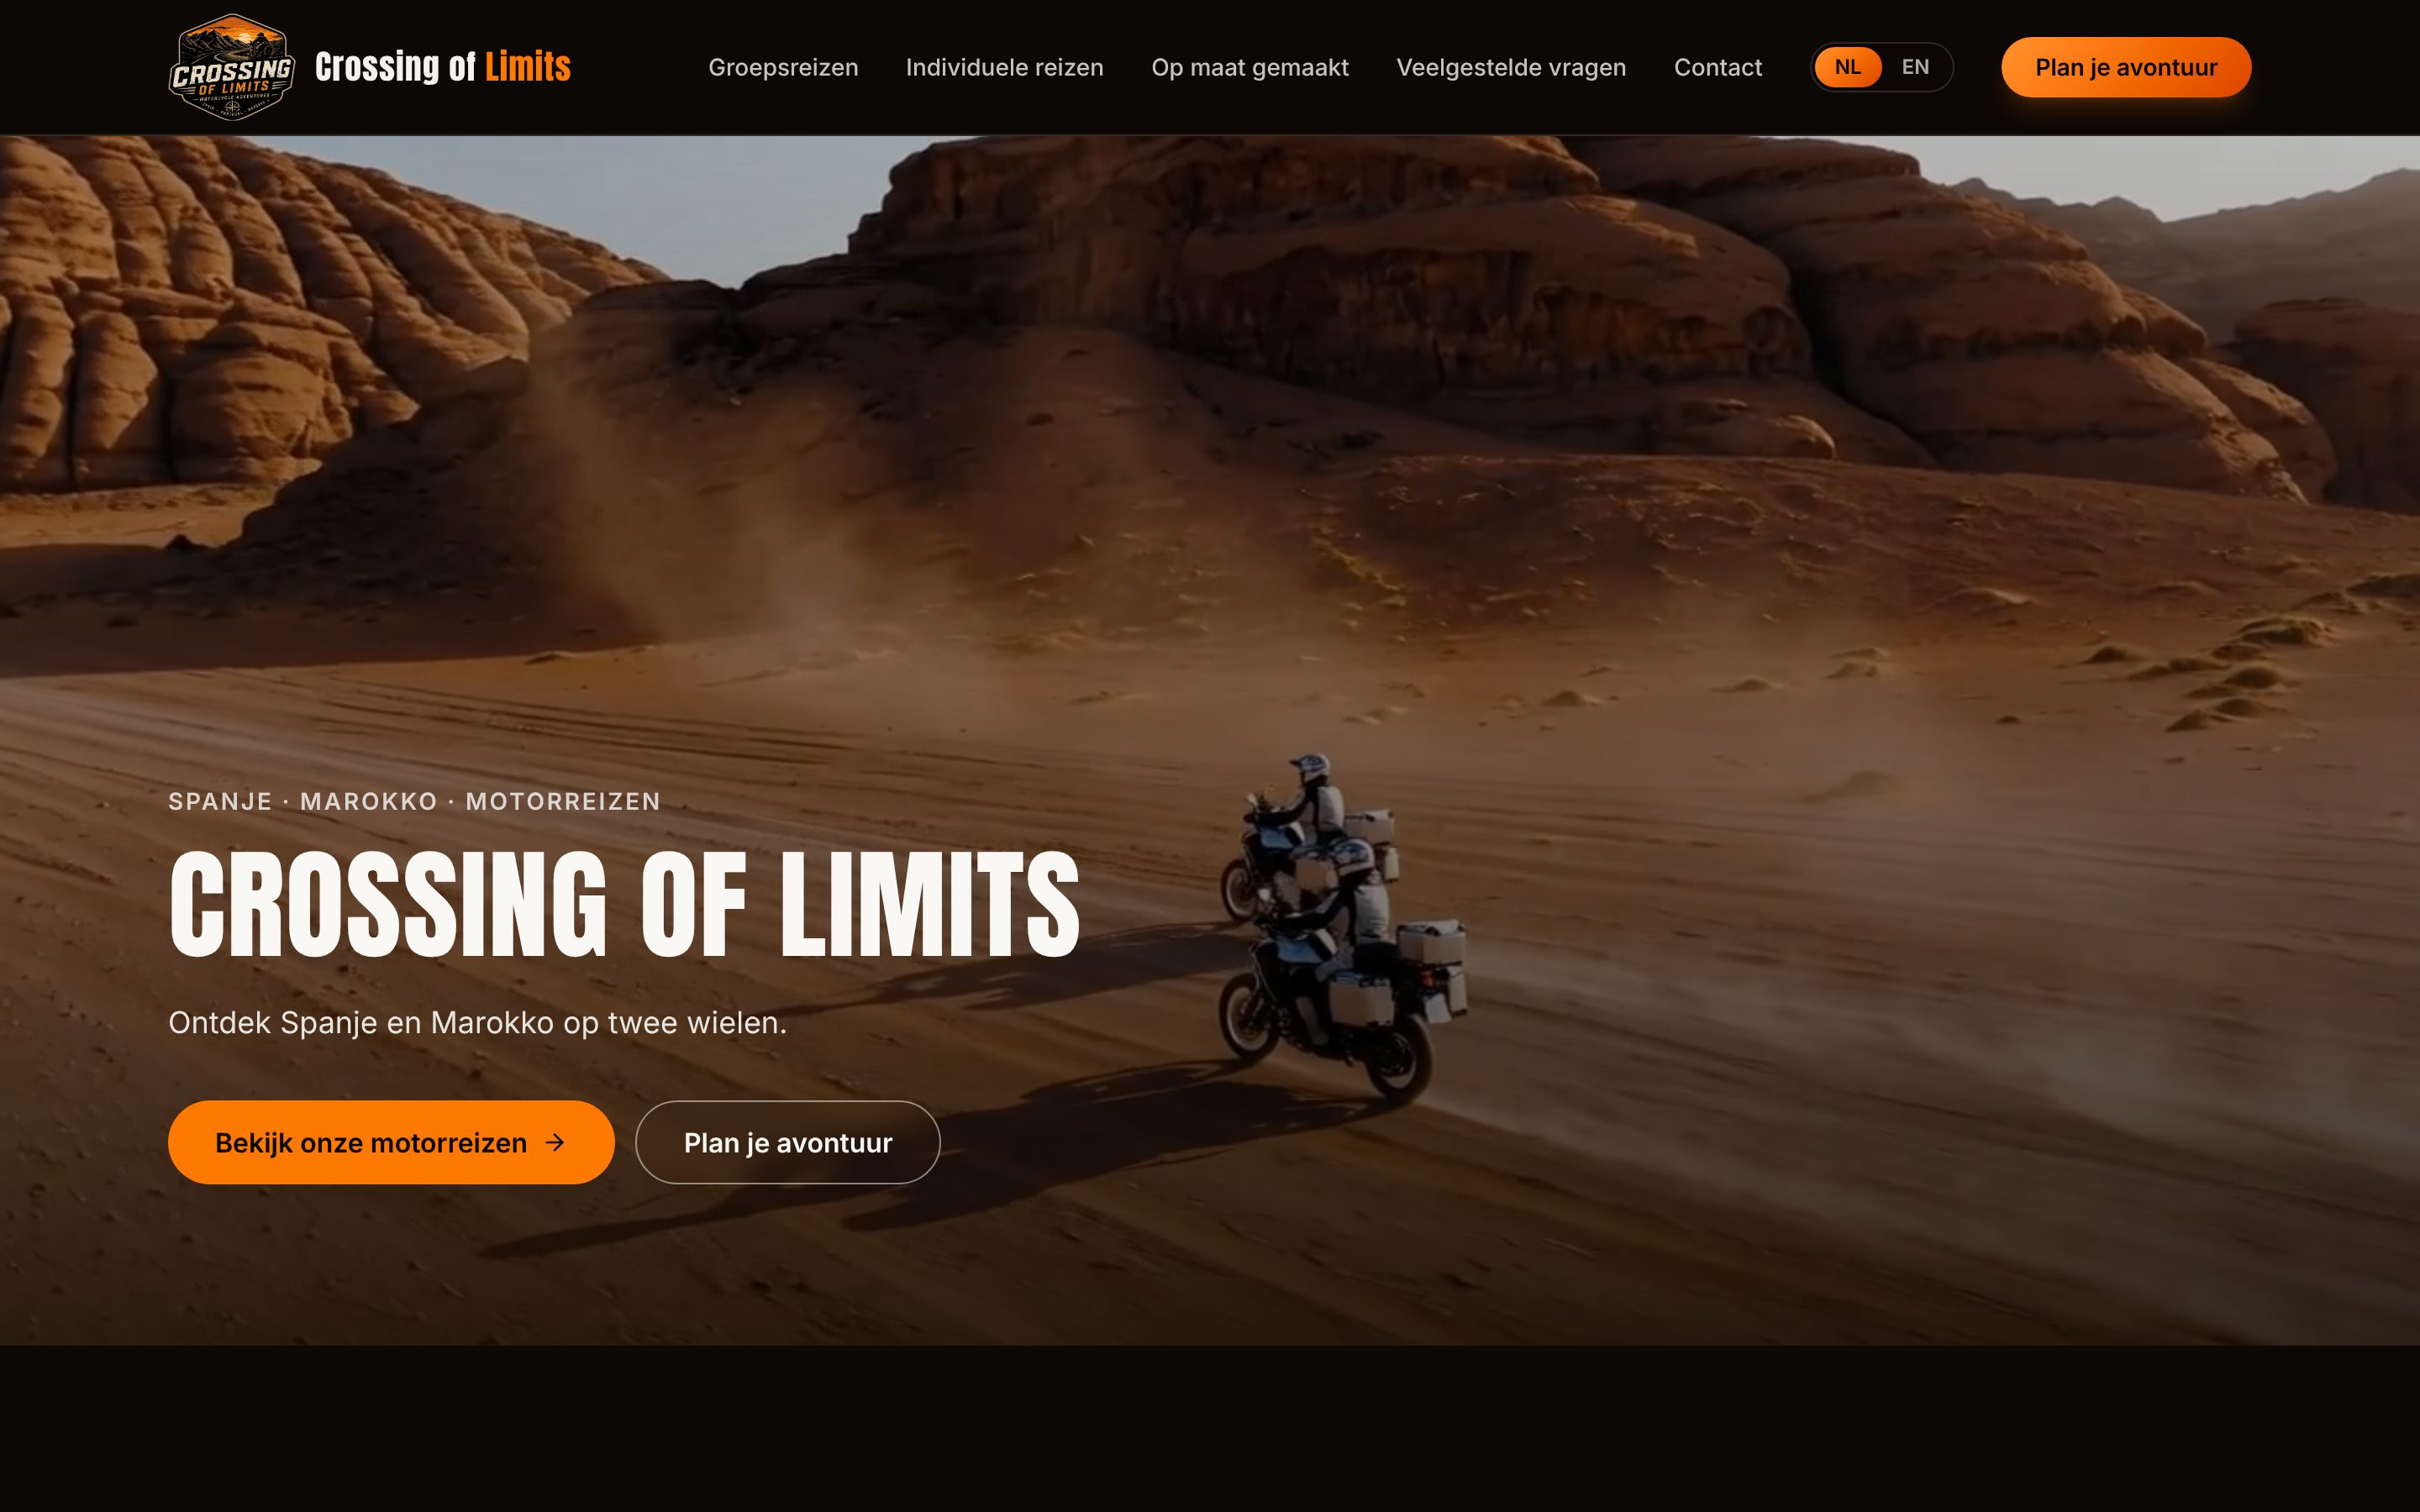 CROSSING
OF LIMITS
MOTORCYCLE ADVENTURES
Crossing of Limits
Groepsreizen
Individuele reizen
Op maat gemaakt
Veelgestelde vragen
Contact
NL
EN
Plan je avontuur
SPANJE · MAROKKO · MOTORREIZEN
CROSSING OF LIMITS
Ontdek Spanje en Marokko op twee wielen.
Bekijk onze motorreizen →
Plan je avontuur